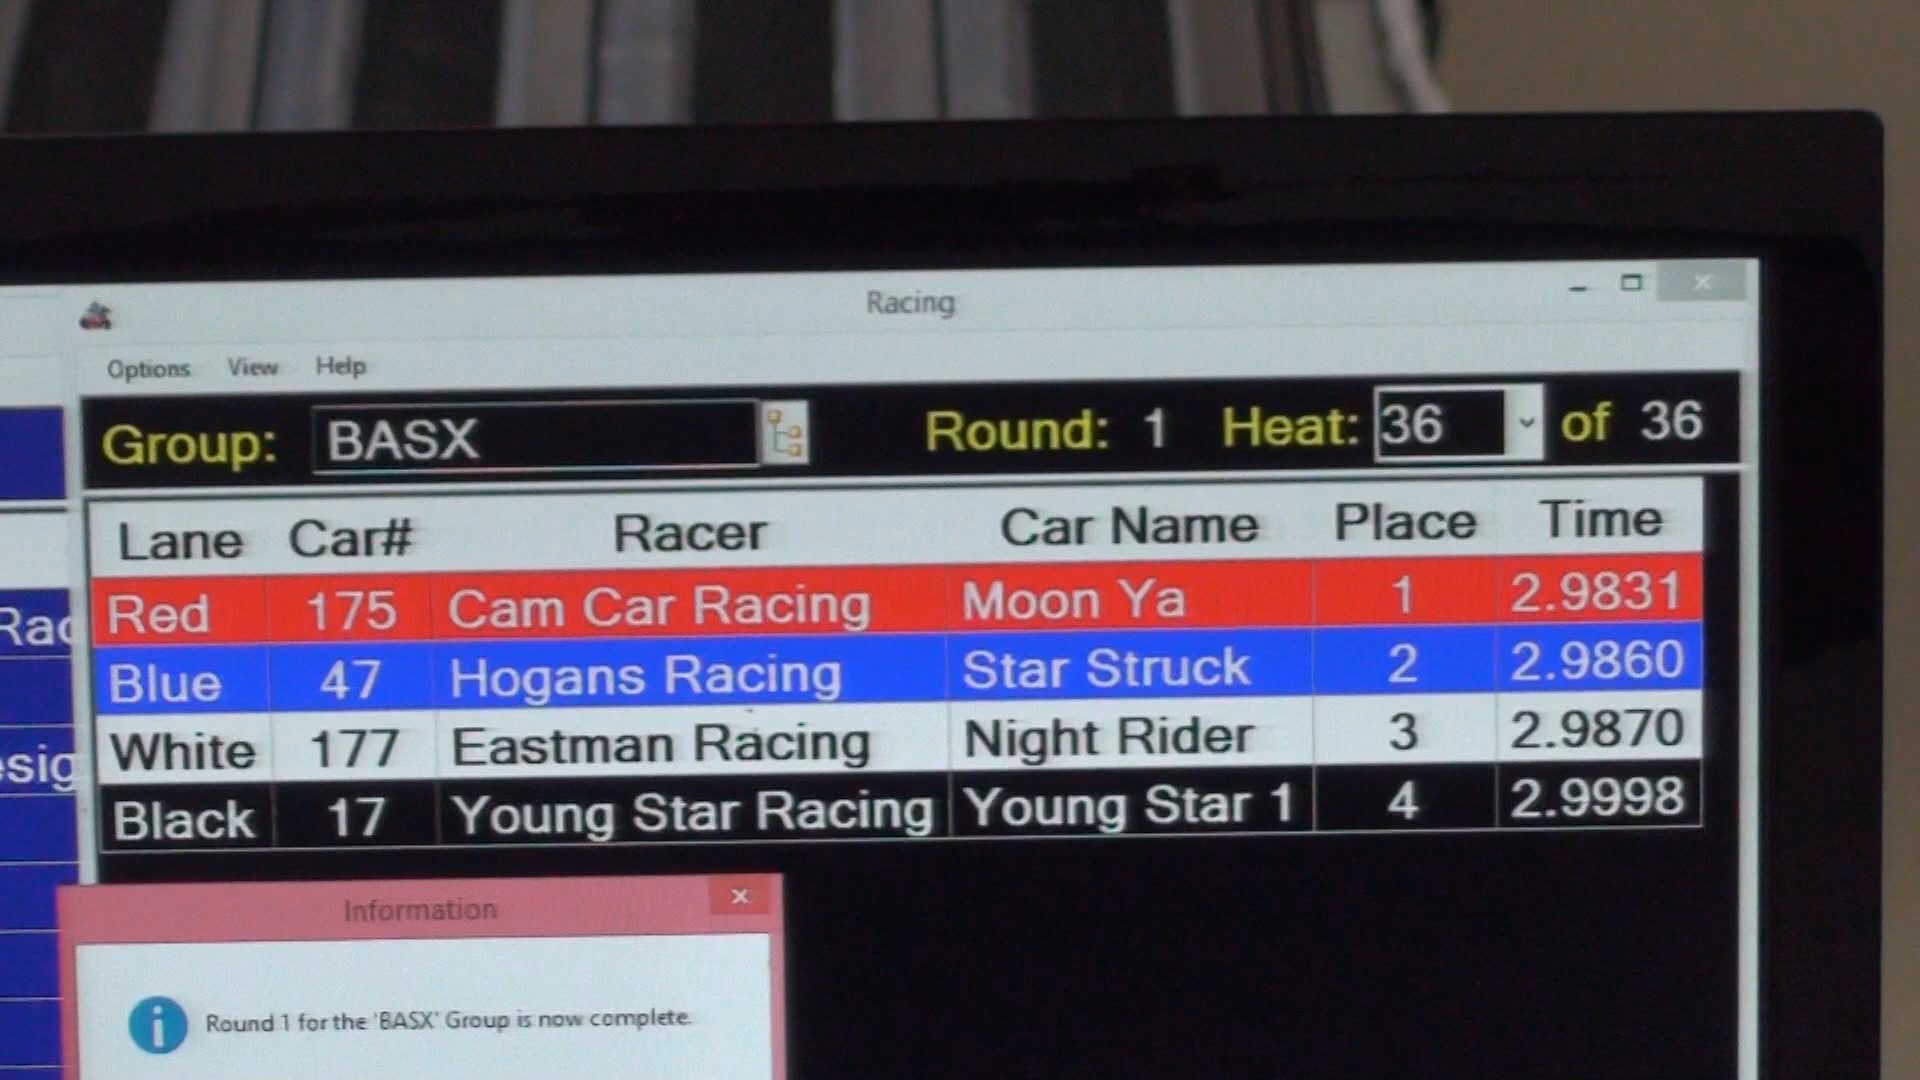 Racing
Options View Help
Group: BASX Round: 1 Heat: 36 of 36
Lane Car# Racer Car Name Place Time
Red 175 Cam Car Racing Moon Ya 1 2.9831
Blue 47 Hogans Racing Star Struck 2 2.9860
White 177 Eastman Racing Night Rider 3 2.9870
Black 17 Young Star Racing Young Star 1 4 2.9998
Rac
esig
Information
Round 1 for the 'BASX' Group is now complete.